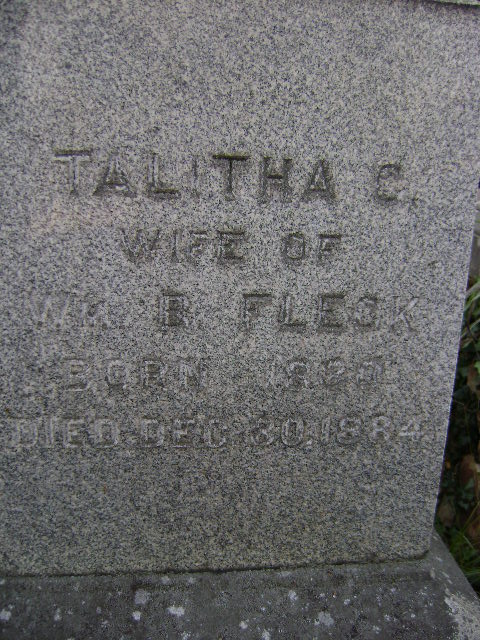 TALITHA C.
WIFE OF
WM. B. FLECK
BORN
DIED DEC 30, 1884